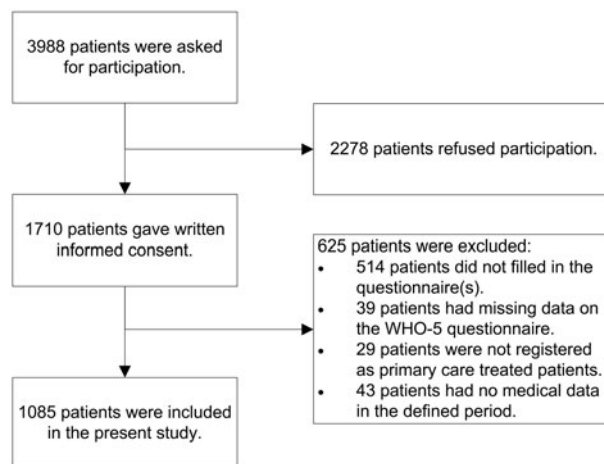 3988 patients were asked
for participation.
2278 patients refused participation.
1710 patients gave written
informed consent.
625 patients were excluded:
• 514 patients did not filled in the
questionnaire(s).
• 39 patients had missing data on
the WHO-5 questionnaire.
• 29 patients were not registered
as primary care treated patients.
• 43 patients had no medical data
in the defined period.
1085 patients were included
in the present study.